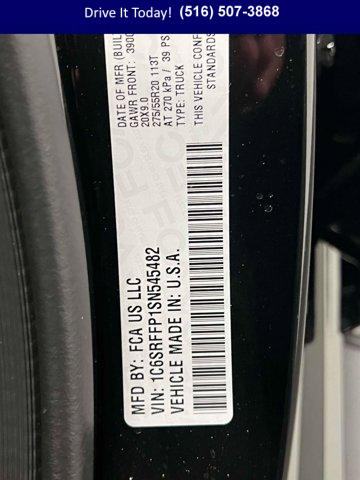 Drive It Today! (516) 507-3868
MFD BY: FCA US LLC
VIN: 1C6SRFFP1SN545482
VEHICLE MADE IN: U.S.A.
DATE OF MFR (BUIL
GAWR FRONT: 3900
20X9.0
275/55R20 113T
AT 270 kPa / 39 PS
TYPE: TRUCK
THIS VEHICLE CONF
STANDARDS